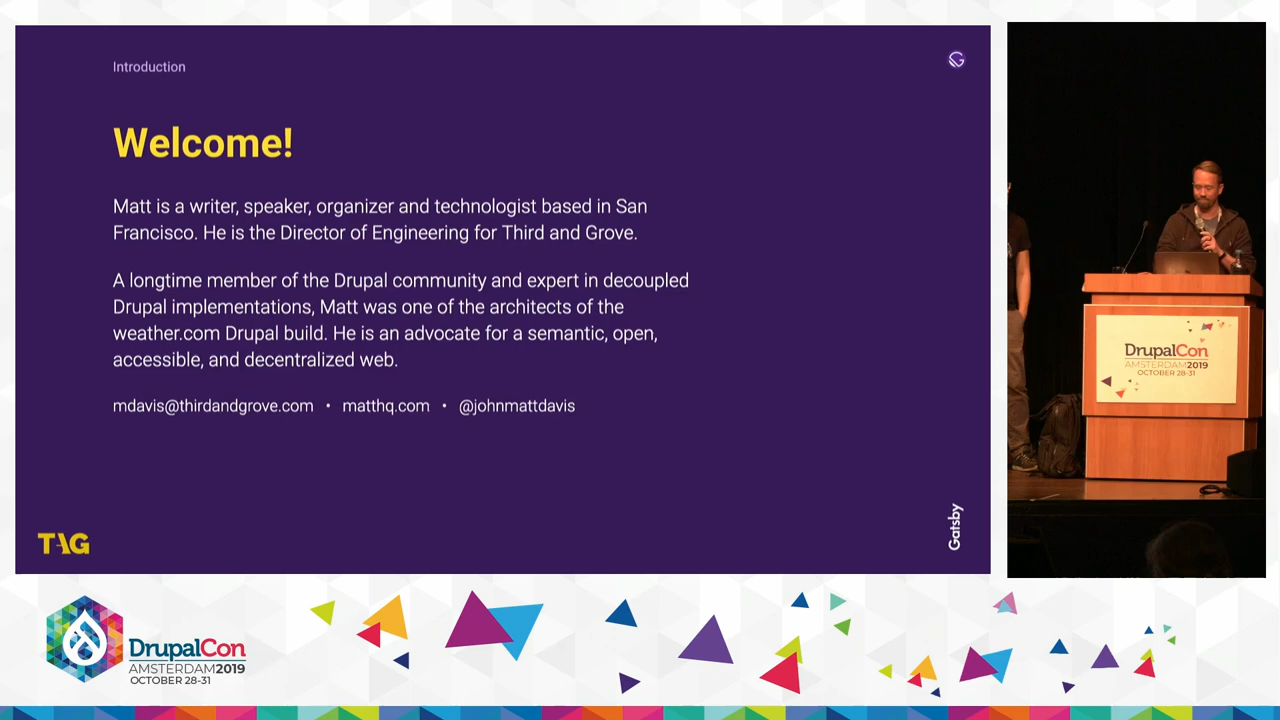 Introduction
Welcome!
Matt is a writer, speaker, organizer and technologist based in San
Francisco. He is the Director of Engineering for Third and Grove.
A longtime member of the Drupal community and expert in decoupled
Drupal implementations, Matt was one of the architects of the
weather.com Drupal build. He is an advocate for a semantic, open,
accessible, and decentralized web.
mdavis@thirdandgrove.com • matthq.com • @johnmattdavis
TAG
Gatsby
DrupalCon
AMSTERDAM2019
OCTOBER 28-31
DrupalCon
AMSTERDAM2019
OCTOBER 28-31